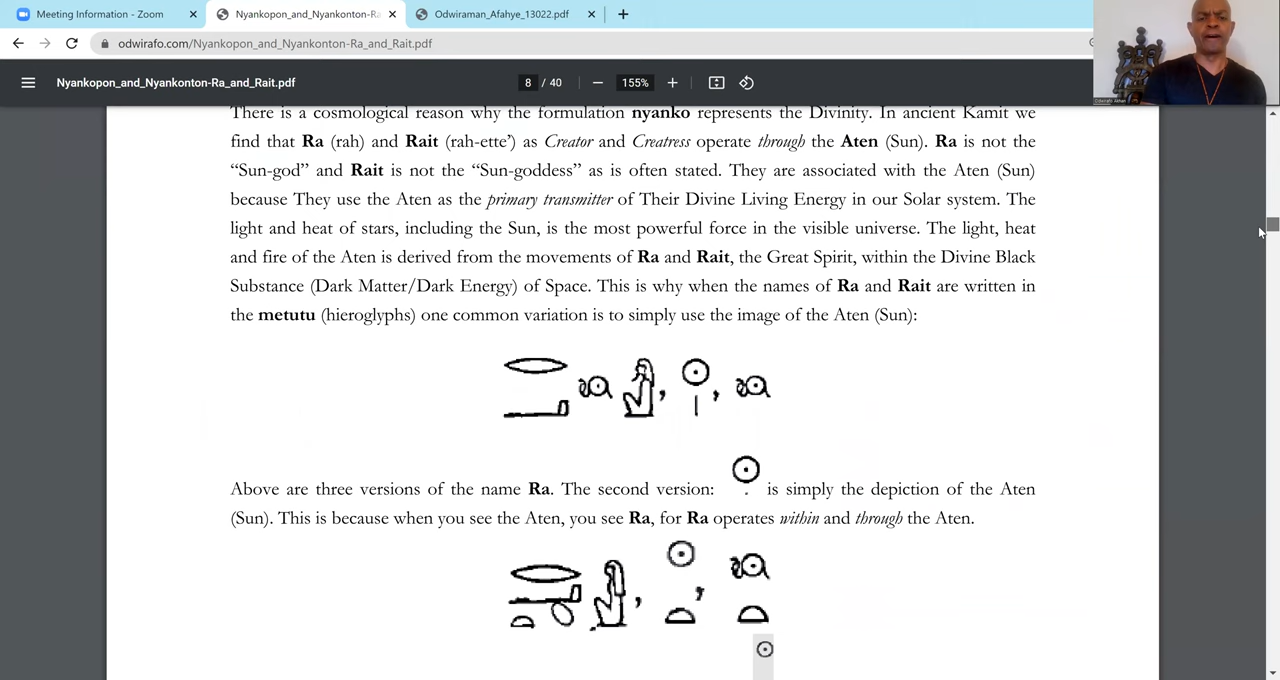 Meeting Information - Zoom
Nyankopon_and_Nyankonton-Ra
Odwiraman_Afahye_13022.pdf
odwirafo.com/Nyankopon_and_Nyankonton-Ra_and_Rait.pdf
Nyankopon_and_Nyankonton-Ra_and_Rait.pdf
8 / 40
155%
There is a cosmological reason why the formulation nyanko represents the Divinity. In ancient Kamit we
find that Ra (rah) and Rait (rah-ette’) as Creator and Creatress operate through the Aten (Sun). Ra is not the
“Sun-god” and Rait is not the “Sun-goddess” as is often stated. They are associated with the Aten (Sun)
because They use the Aten as the primary transmitter of Their Divine Living Energy in our Solar system. The
light and heat of stars, including the Sun, is the most powerful force in the visible universe. The light, heat
and fire of the Aten is derived from the movements of Ra and Rait, the Great Spirit, within the Divine Black
Substance (Dark Matter/Dark Energy) of Space. This is why when the names of Ra and Rait are written in
the metutu (hieroglyphs) one common variation is to simply use the image of the Aten (Sun):
Above are three versions of the name Ra. The second version: is simply the depiction of the Aten
(Sun). This is because when you see the Aten, you see Ra, for Ra operates within and through the Aten.